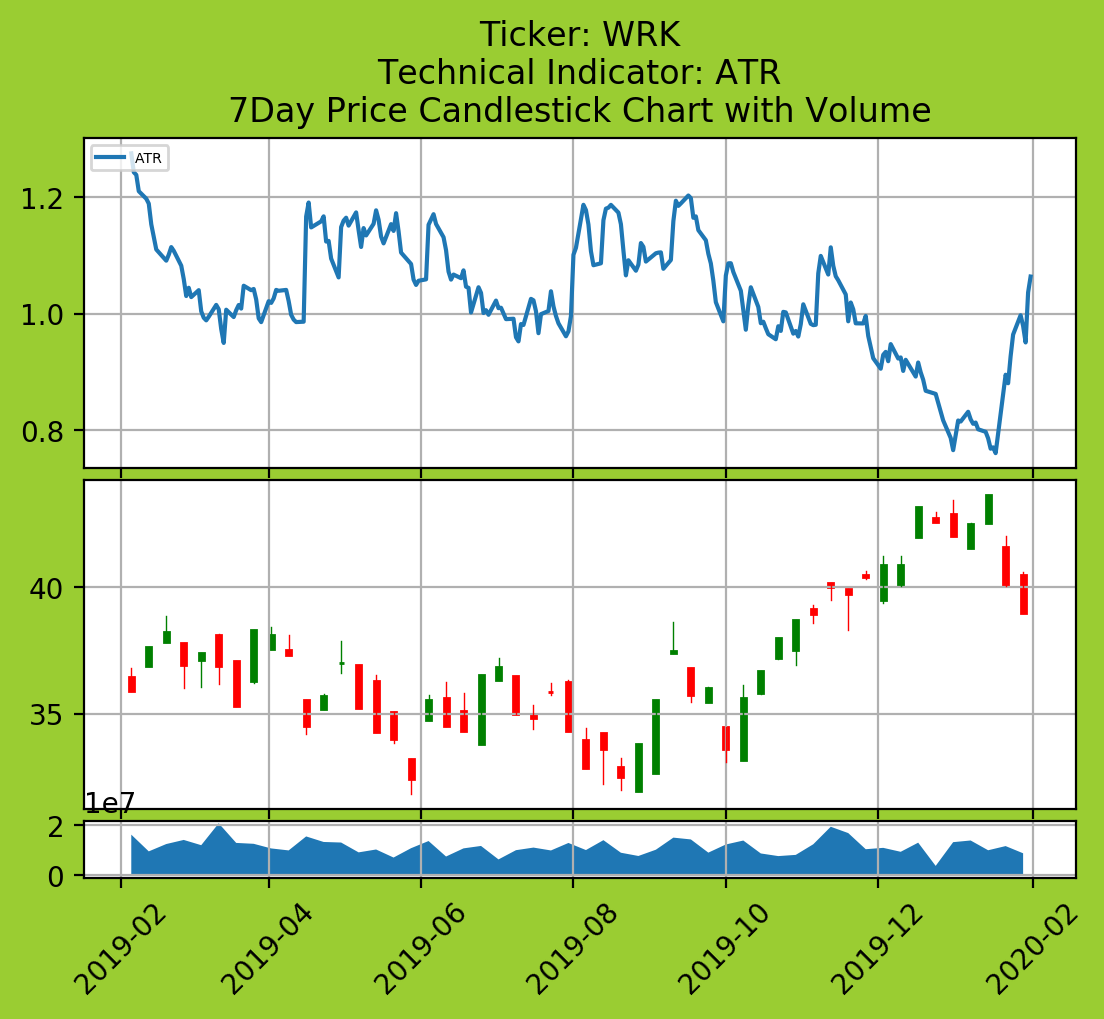 Ticker: WRK
Technical Indicator: ATR
7Day Price Candlestick Chart with Volume
ATR
1.2
1.0
0.8
40
35
1e7
2
0
2019-02
2019-04
2019-06
2019-08
2019-10
2019-12
2020-02